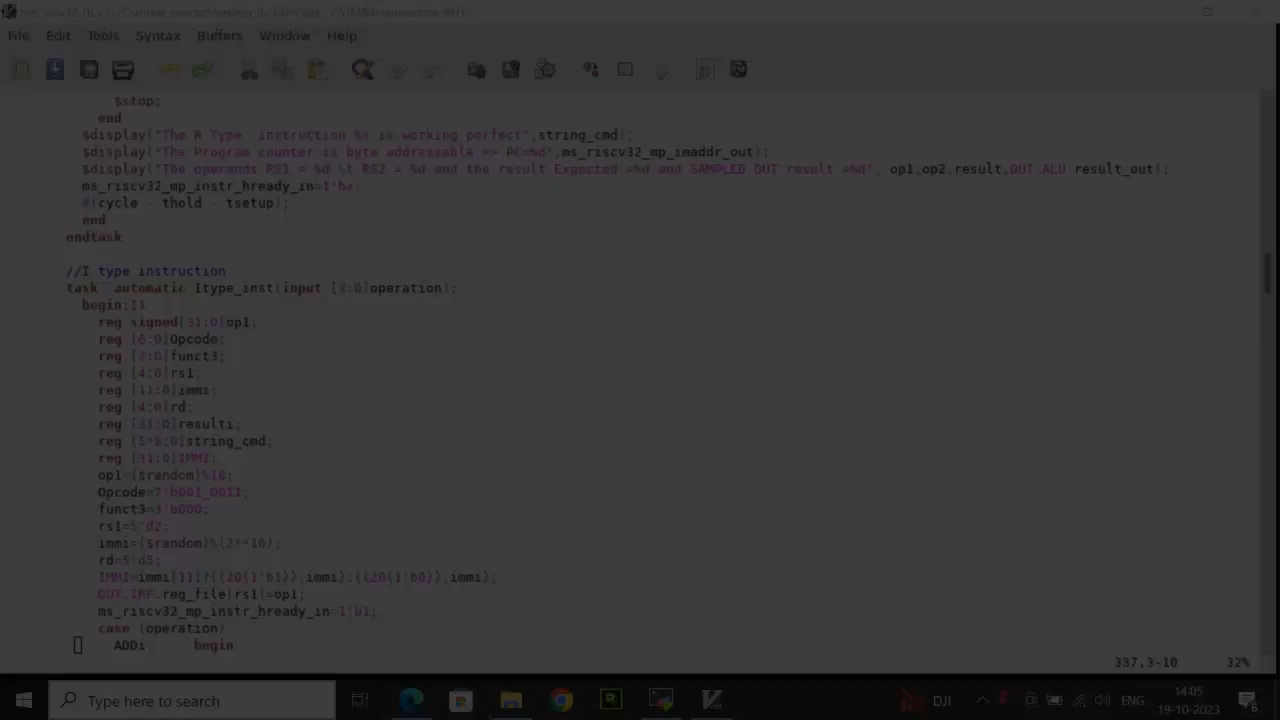 File Edit Tools Syntax Buffers Window Help
$stop;
end
$display("The R Type instruction %s is working perfect",string_cmd);
$display("The Program counter is byte addressable >> PC=%d",ms_riscv32_mp_imaddr_out);
$display("The operands RS1 = %d \t RS2 = %d and the result Expected =%d and SAMPLED DUT result =%d", op1,op2,result,DUT.ALU.result_out);
ms_riscv32_mp_instr_hready_in=1'bx;
#(cycle - thold - tsetup);
end
endtask
//I type instruction
task automatic Itype_inst(input [3:0]operation);
begin:I1
reg signed[31:0]op1;
reg [6:0]Opcode;
reg [2:0]funct3;
reg [4:0]rs1;
reg [11:0]immi;
reg [4:0]rd;
reg [31:0]resulti;
reg [5*8:0]string_cmd;
reg [31:0]IMMI;
op1=($random)%16;
Opcode=7'b001_0011;
funct3=3'b000;
rs1=5'd2;
immi=($random)%(2**10);
rd=5'd5;
IMMI=immi[11]?{{20{1'b1}},immi}:{{20{1'b0}},immi};
DUT.IRF.reg_file[rs1]=op1;
ms_riscv32_mp_instr_hready_in=1'b1;
case (operation)
ADDi: begin
337,3-10 32%
Type here to search
DJI
ENG
14:05
19-10-2023